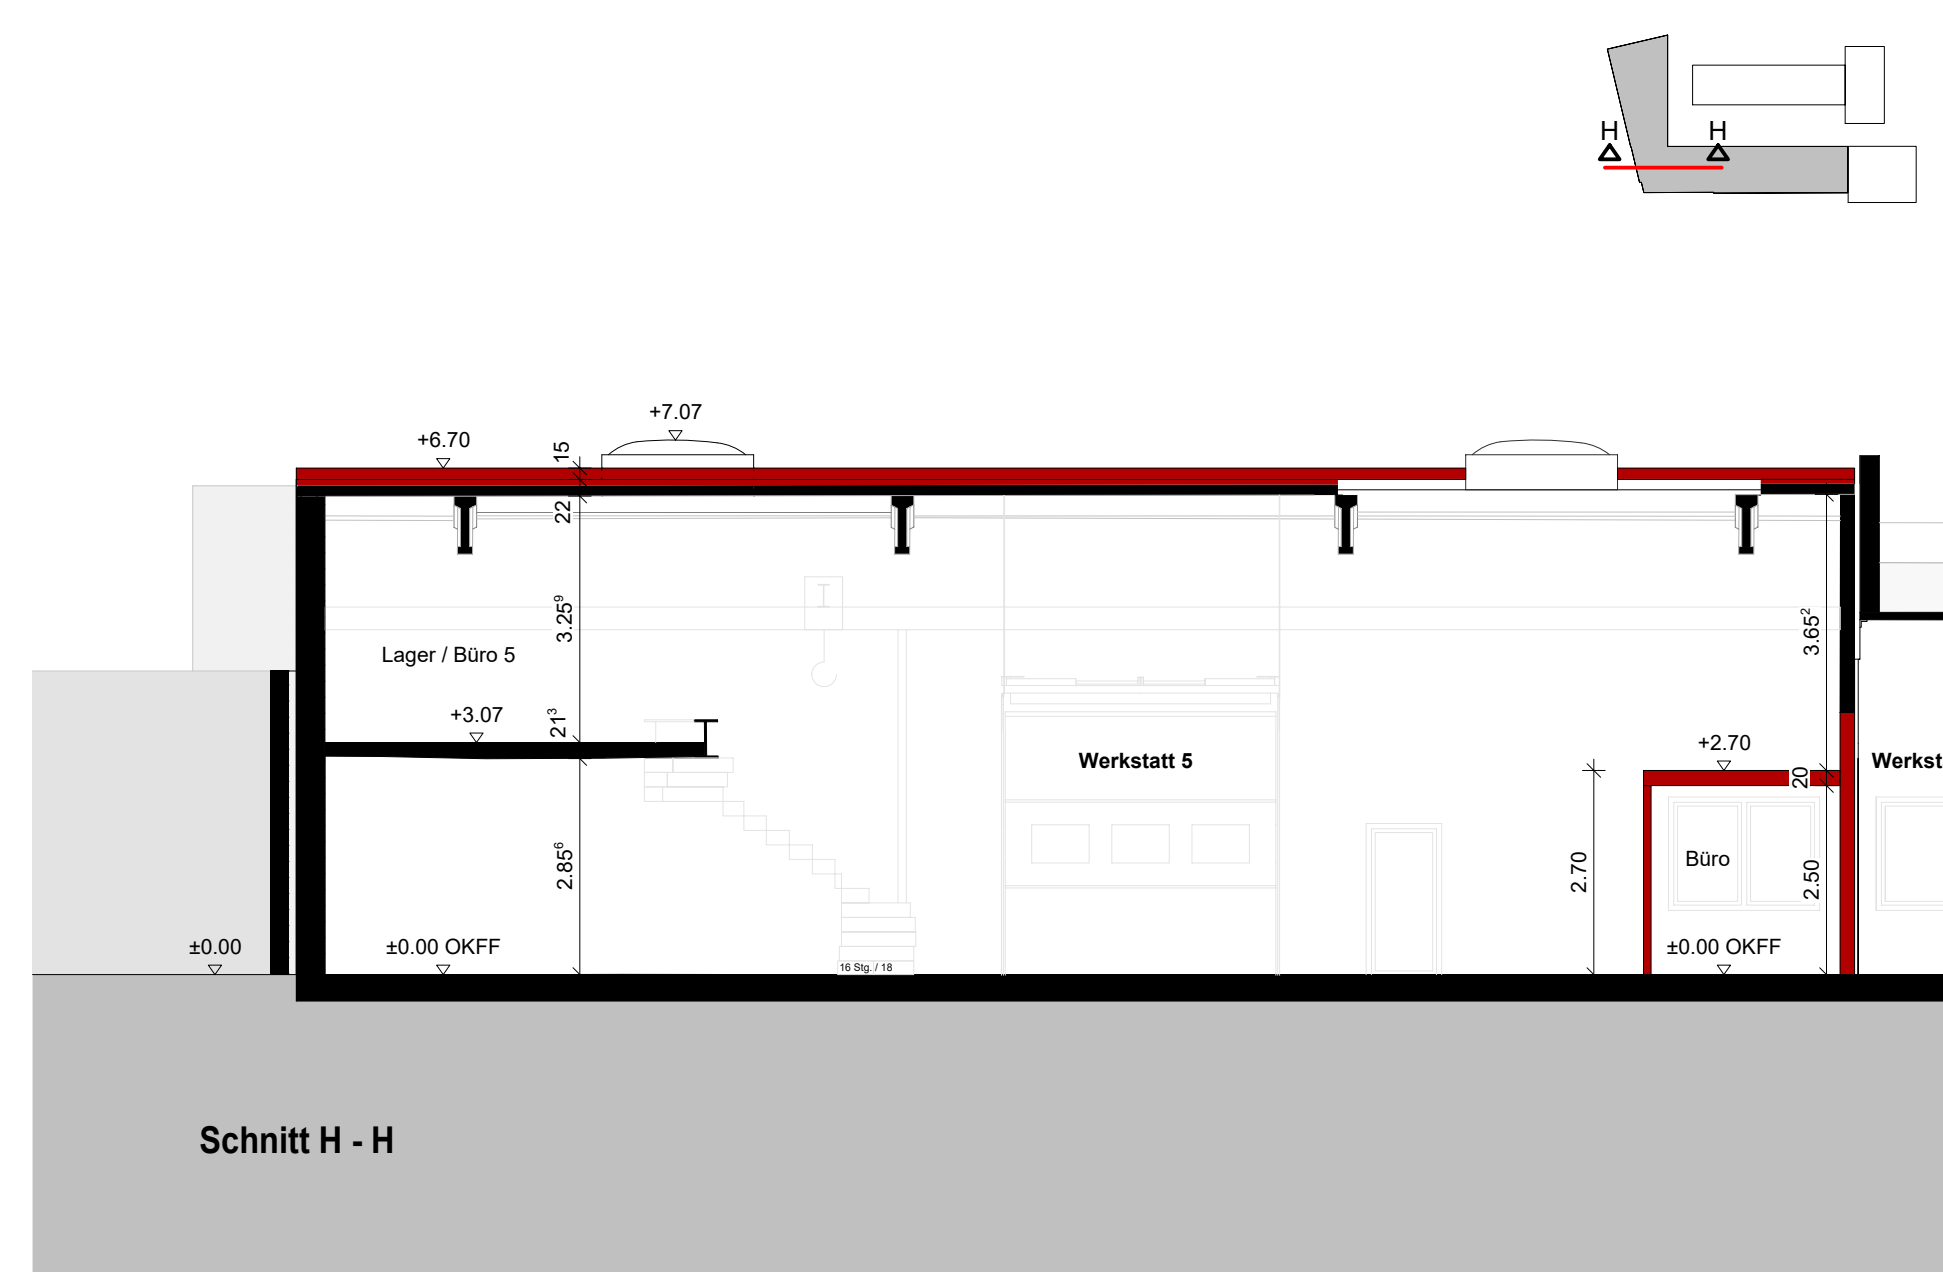 H
H
+7.07
+6.70
15
22
3.25⁹
3.65²
Lager / Büro 5
+3.07
21³
+2.70
Werkstatt 5
Werkst
20
2.85⁶
2.70
Büro
2.50
±0.00
±0.00 OKFF
±0.00 OKFF
16 Stg. / 18
Schnitt H - H